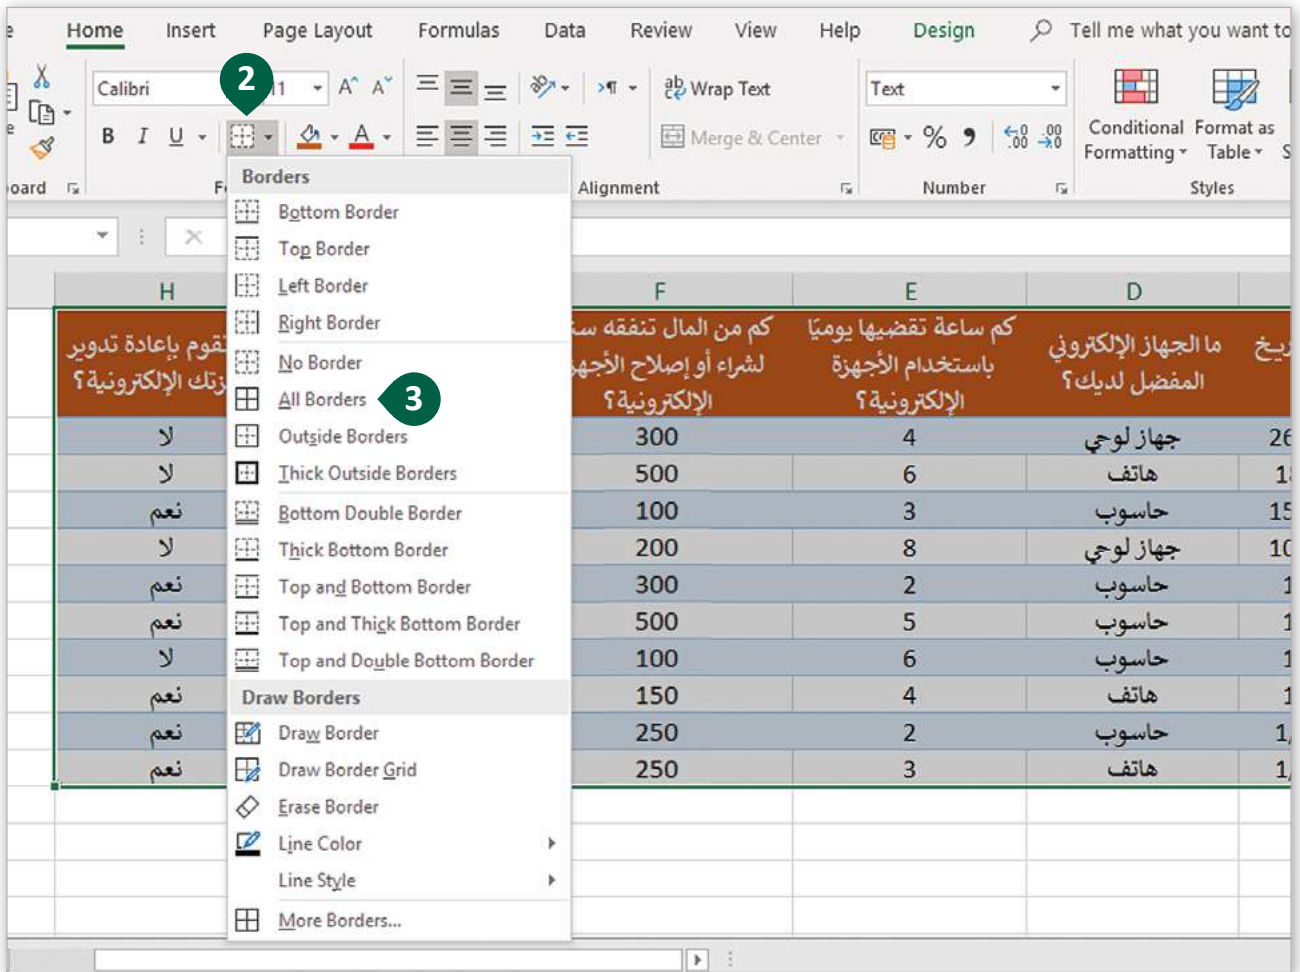 Home Insert Page Layout Formulas Data Review View Help Design Tell me what you want to
2
Calibri 11 Wrap Text Text
B I U Merge & Center % Conditional Formatting Format as Table
Alignment Number Styles
Borders
Bottom Border
Top Border
Left Border
Right Border
No Border
All Borders 3
Outside Borders
Thick Outside Borders
Bottom Double Border
Thick Bottom Border
Top and Bottom Border
Top and Thick Bottom Border
Top and Double Bottom Border
Draw Borders
Draw Border
Draw Border Grid
Erase Border
Line Color
Line Style
More Borders...
H F E D
ما الجهاز الإلكتروني
المفضل لديك؟
كم ساعة تقضيها يوميًا
باستخدام الأجهزة
الإلكترونية؟
كم من المال تنفقه
لشراء أو إصلاح
الإلكترونية؟
تقوم بإعادة تدوير
الإلكترونية؟
جهاز لوحي 4 300 لا
هاتف 6 500 لا
حاسوب 3 100 نعم
جهاز لوحي 8 200 لا
حاسوب 2 300 نعم
حاسوب 5 500 نعم
حاسوب 6 100 لا
هاتف 4 150 نعم
حاسوب 2 250 نعم
هاتف 3 250 نعم